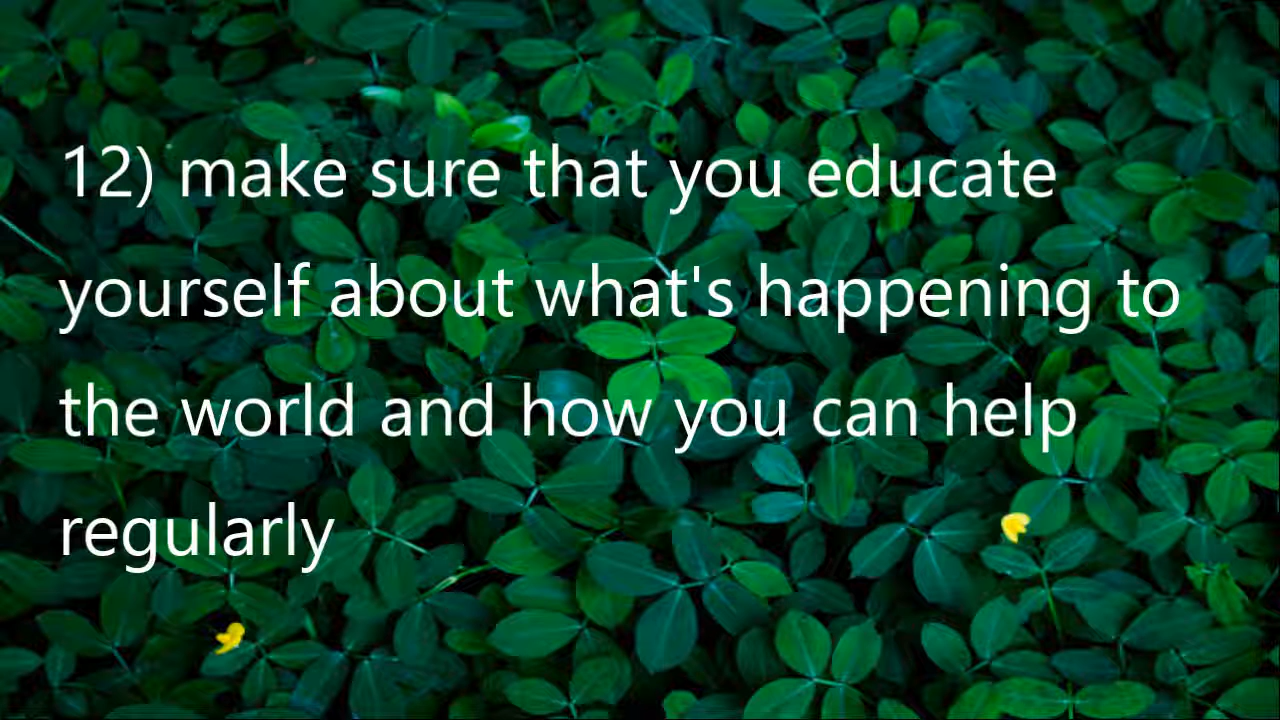 12) make sure that you educate
yourself about what's happening to
the world and how you can help
regularly